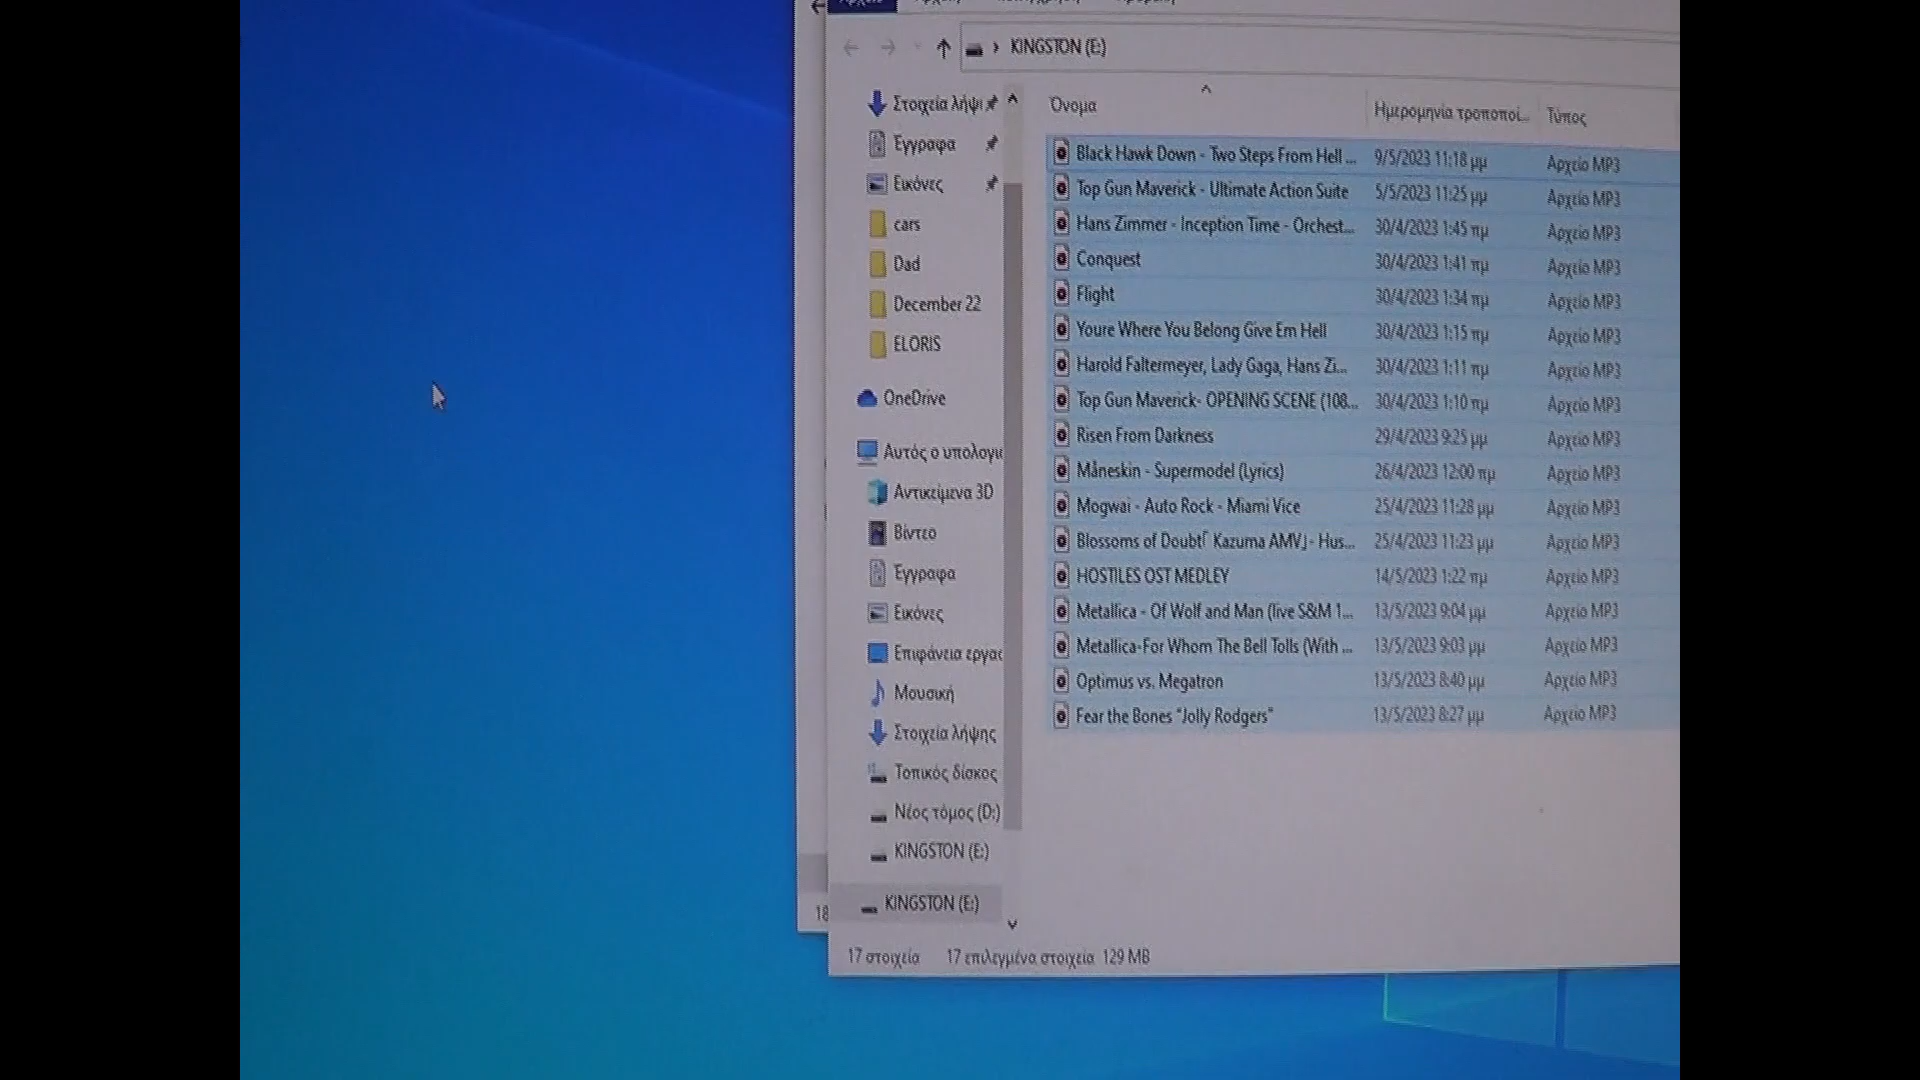 KINGSTON (E:)
Όνομα
Ημερομηνία τροποποί...
Τύπος
Στοιχεία λήψι
Έγγραφα
Εικόνες
cars
Dad
December 22
ELORIS
OneDrive
Αυτός ο υπολογι
Αντικείμενα 3D
Βίντεο
Έγγραφα
Εικόνες
Επιφάνεια εργασ
Μουσική
Στοιχεία λήψης
Τοπικός δίσκος
Νέος τόμος (D:)
KINGSTON (E:)
KINGSTON (E:)
Black Hawk Down - Two Steps From Hell ... 9/5/2023 11:18 μμ Αρχείο MP3
Top Gun Maverick - Ultimate Action Suite 5/5/2023 11:25 μμ Αρχείο MP3
Hans Zimmer - Inception Time - Orchest... 30/4/2023 1:45 πμ Αρχείο MP3
Conquest 30/4/2023 1:41 πμ Αρχείο MP3
Flight 30/4/2023 1:34 πμ Αρχείο MP3
Youre Where You Belong Give Em Hell 30/4/2023 1:15 πμ Αρχείο MP3
Harold Faltermeyer, Lady Gaga, Hans Zi... 30/4/2023 1:11 πμ Αρχείο MP3
Top Gun Maverick- OPENING SCENE (108... 30/4/2023 1:10 πμ Αρχείο MP3
Risen From Darkness 29/4/2023 9:25 μμ Αρχείο MP3
Måneskin - Supermodel (Lyrics) 26/4/2023 12:00 πμ Αρχείο MP3
Mogwai - Auto Rock - Miami Vice 25/4/2023 11:28 μμ Αρχείο MP3
Blossoms of Doubt「 Kazuma AMV」- Hus... 25/4/2023 11:23 μμ Αρχείο MP3
HOSTILES OST MEDLEY 14/5/2023 1:22 πμ Αρχείο MP3
Metallica - Of Wolf and Man (live S&M 1... 13/5/2023 9:04 μμ Αρχείο MP3
Metallica-For Whom The Bell Tolls (With ... 13/5/2023 9:03 μμ Αρχείο MP3
Optimus vs. Megatron 13/5/2023 8:40 μμ Αρχείο MP3
Fear the Bones "Jolly Rodgers" 13/5/2023 8:27 μμ Αρχείο MP3
18
17 στοιχεία 17 επιλεγμένα στοιχεία 129 MB